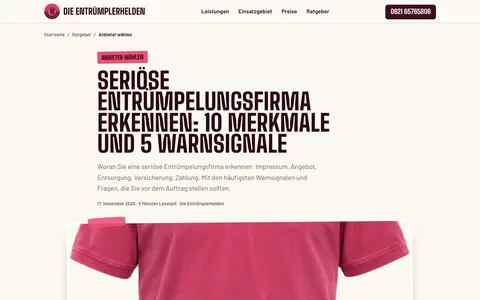 DIE ENTRÜMPLERHELDEN
Leistungen Einsatzgebiet Preise Ratgeber
0621 65765806
Startseite / Ratgeber / Anbieter wählen
ANBIETER WÄHLEN
SERIÖSE
ENTRÜMPELUNGSFIRMA
ERKENNEN: 10 MERKMALE
UND 5 WARNSIGNALE
Woran Sie eine seriöse Entrümpelungsfirma erkennen: Impressum, Angebot,
Entsorgung, Versicherung, Zahlung. Mit den häufigsten Warnsignalen und
Fragen, die Sie vor dem Auftrag stellen sollten.
17. November 2026 · 7 Minuten Lesezeit · Die Entrümplerhelden